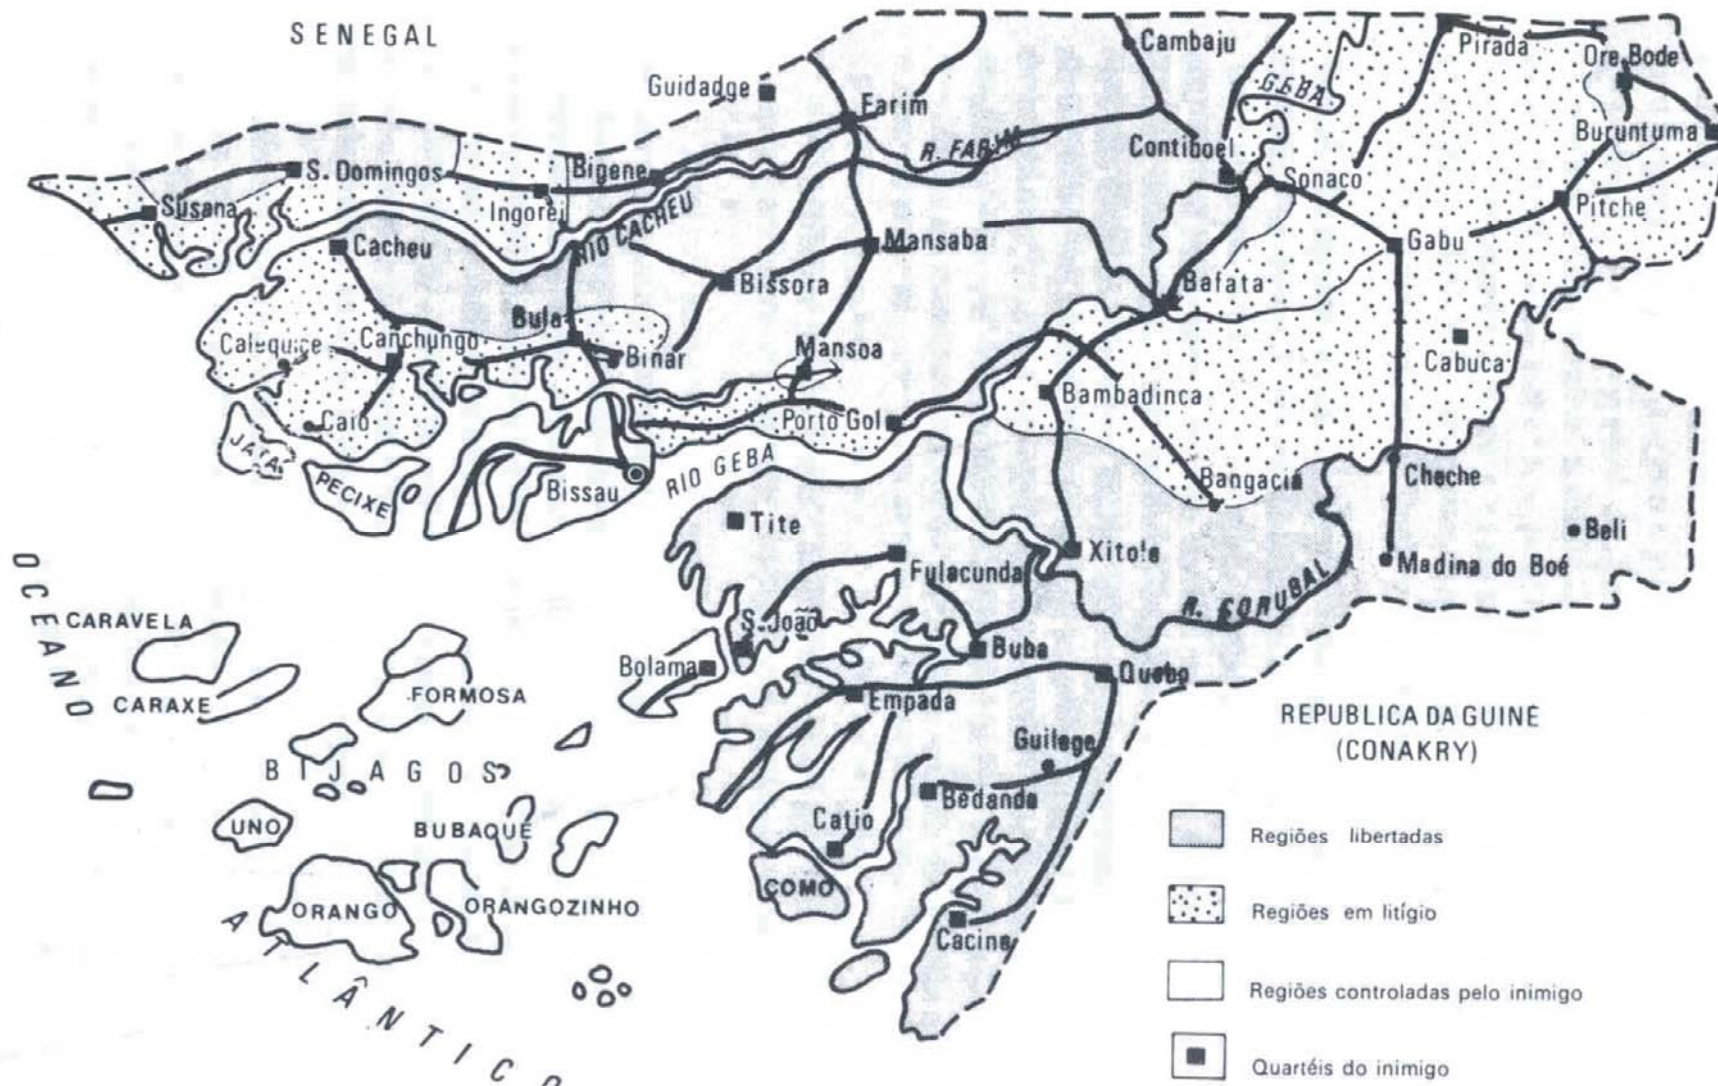 SENEGAL
Cambaju
Pirada
Ore Bode
Guidadge
GEBA
Farim
Buruntuma
R. FARYM
Contiboel
S. Domingos
Bigene
Sonaco
Susana
Ingorei
Pitche
RIO CACHEU
Cacheu
Mansaba
Gabu
Bissora
Bafata
Bula
Calequice
Canchungo
Binar
Mansoa
Cabuca
Bambadinca
Caió
Porto Gol
JATA
RIO GEBA
PECIXE
Bissau
Bangacia
Cheche
Tite
Beli
Xitole
Madina do Boé
Fulacunda
R. CORUBAL
OCEANO
CARAVELA
S. João
Buba
Bolama
Quebo
CARAXE
FORMOSA
Empada
REPUBLICA DA GUINÉ
(CONAKRY)
Guilege
BIJAGOS
Bedanda
UNO
BUBAQUE
Catio
Regiões libertadas
COMO
ORANGO
ORANGOZINHO
Regiões em litígio
Cacine
ATLÂNTICO
Regiões controladas pelo inimigo
Quartéis do inimigo